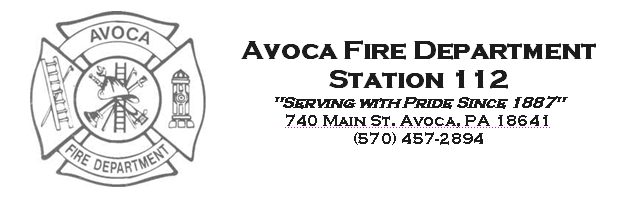 AVOCA
FIRE DEPARTMENT
AVOCA FIRE DEPARTMENT
STATION 112
"SERVING WITH PRIDE SINCE 1887"
740 MAIN ST. AVOCA, PA 18641
(570) 457-2894